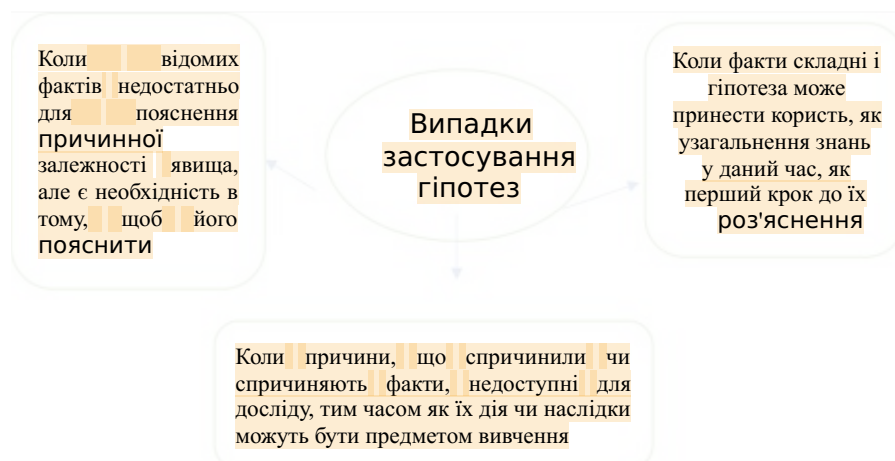 Коли відомих
фактів недостатньо
для пояснення
причинної
залежності явища,
але є необхідність в
тому, щоб його
пояснити
Випадки
застосування
гіпотез
Коли факти складні і
гіпотеза може
принести користь, як
узагальнення знань
у даний час, як
перший крок до їх
роз'яснення
Коли причини, що спричинили чи
спричиняють факти, недоступні для
досліду, тим часом як їх дія чи наслідки
можуть бути предметом вивчення